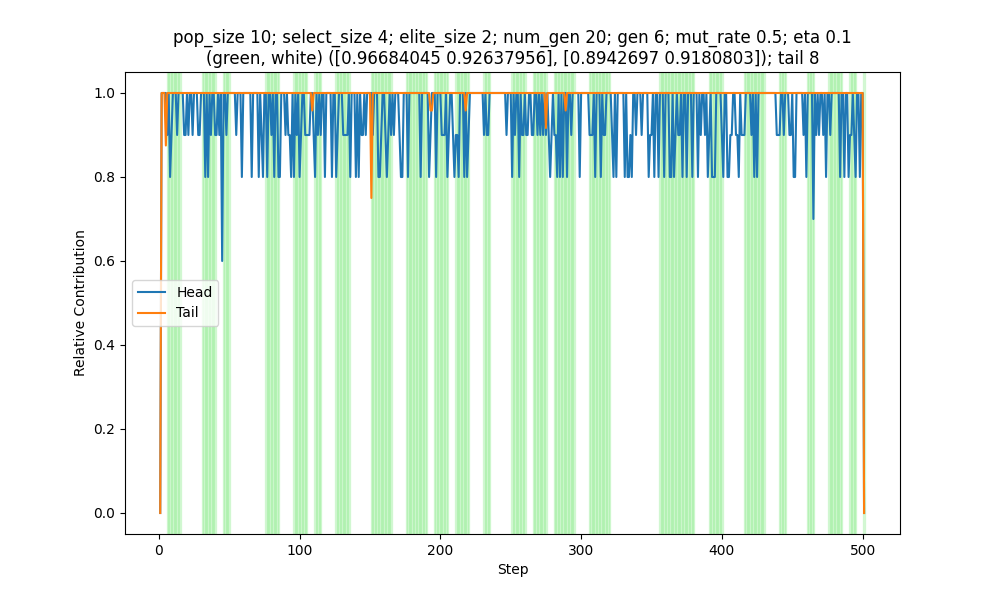 pop_size 10; select_size 4; elite_size 2; num_gen 20; gen 6; mut_rate 0.5; eta 0.1
(green, white) ([0.96684045 0.92637956], [0.8942697 0.9180803]); tail 8
1.0
0.8
0.6
0.4
0.2
0.0
Relative Contribution
Head
Tail
0
100
200
300
400
500
Step